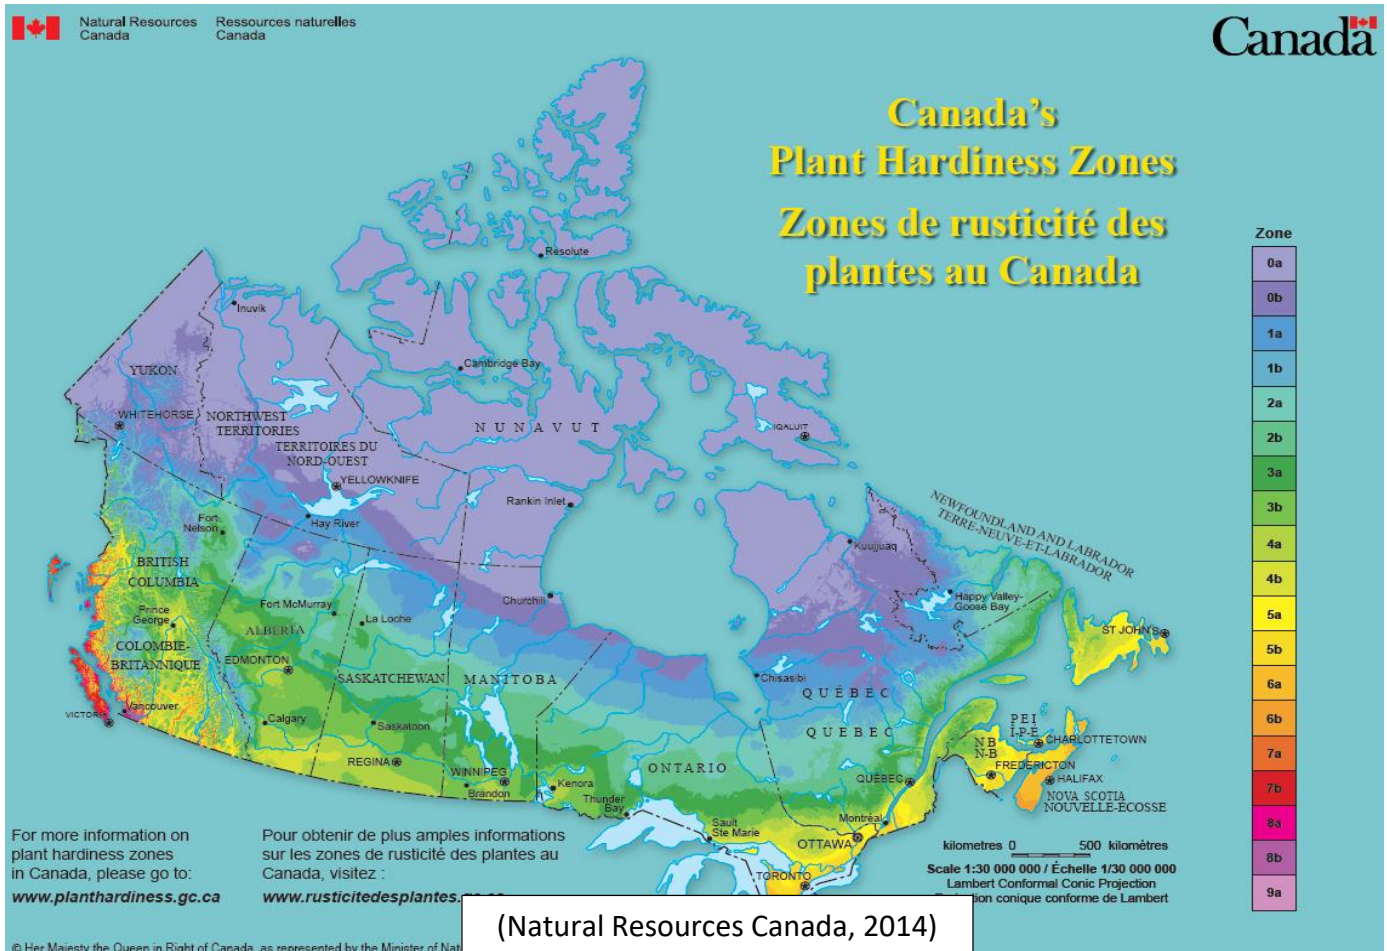 Natural Resources
Canada
Ressources naturelles
Canada
Canada
Canada's
Plant Hardiness Zones
Zones de rusticité des
plantes au Canada
Zone
0a
0b
1a
1b
2a
2b
3a
3b
4a
4b
5a
5b
6a
6b
7a
7b
8a
8b
9a
Resolute
Inuvik
Cambridge Bay
YUKON
WHITEHORSE
NORTHWEST
TERRITORIES
TERRITOIRES DU
NORD-OUEST
NUNAVUT
IQALUIT
YELLOWKNIFE
Rankin Inlet
Hay River
Fort
Nelson
Kuujjuaq
NEWFOUNDLAND AND LABRADOR
TERRE-NEUVE-ET-LABRADOR
BRITISH
COLUMBIA
Churchill
Happy Valley-
Goose Bay
Fort McMurray
La Loche
Prince
George
ALBERTA
ST JOHN'S
COLOMBIE-
BRITANNIQUE
EDMONTON
SASKATCHEWAN
MANITOBA
Chisasibi
QUÉBEC
QUEBEC
VICTORIA
Vancouver
Calgary
Saskatoon
PEI
Î-P-É
CHARLOTTETOWN
NB
N-B
FREDERICTON
REGINA
WINNIPEG
Brandon
Kenora
ONTARIO
QUÉBEC
HALIFAX
NOVA SCOTIA
NOUVELLE-ÉCOSSE
Thunder
Bay
Sault
Ste Marie
Montréal
OTTAWA
TORONTO
For more information on
plant hardiness zones
in Canada, please go to:
www.planthardiness.gc.ca
Pour obtenir de plus amples informations
sur les zones de rusticité des plantes au
Canada, visitez :
www.rusticitedesplantes.gc.ca
kilometres 0 500 kilomètres
Scale 1:30 000 000 / Échelle 1/30 000 000
Lambert Conformal Conic Projection
conique conforme de Lambert
(Natural Resources Canada, 2014)
© Her Majesty the Queen in Right of Canada, as represented by the Minister of